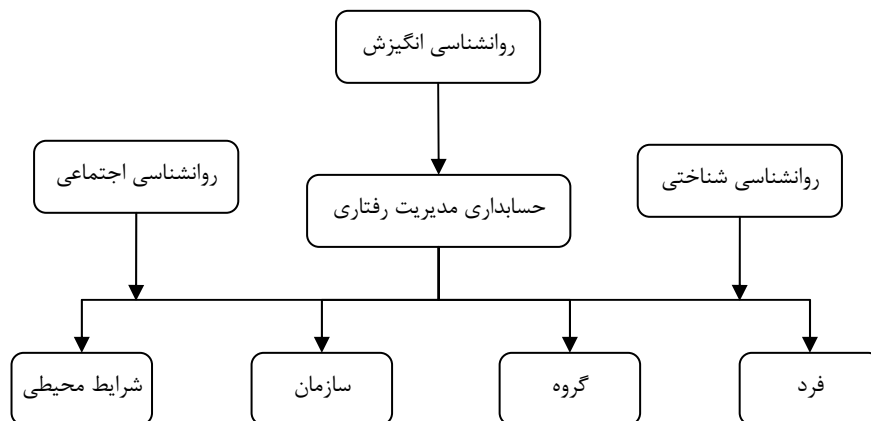 روانشناسی انگیزش
روانشناسی شناختی
حسابداری مدیریت رفتاری
روانشناسی اجتماعی
فرد
گروه
سازمان
شرایط محیطی